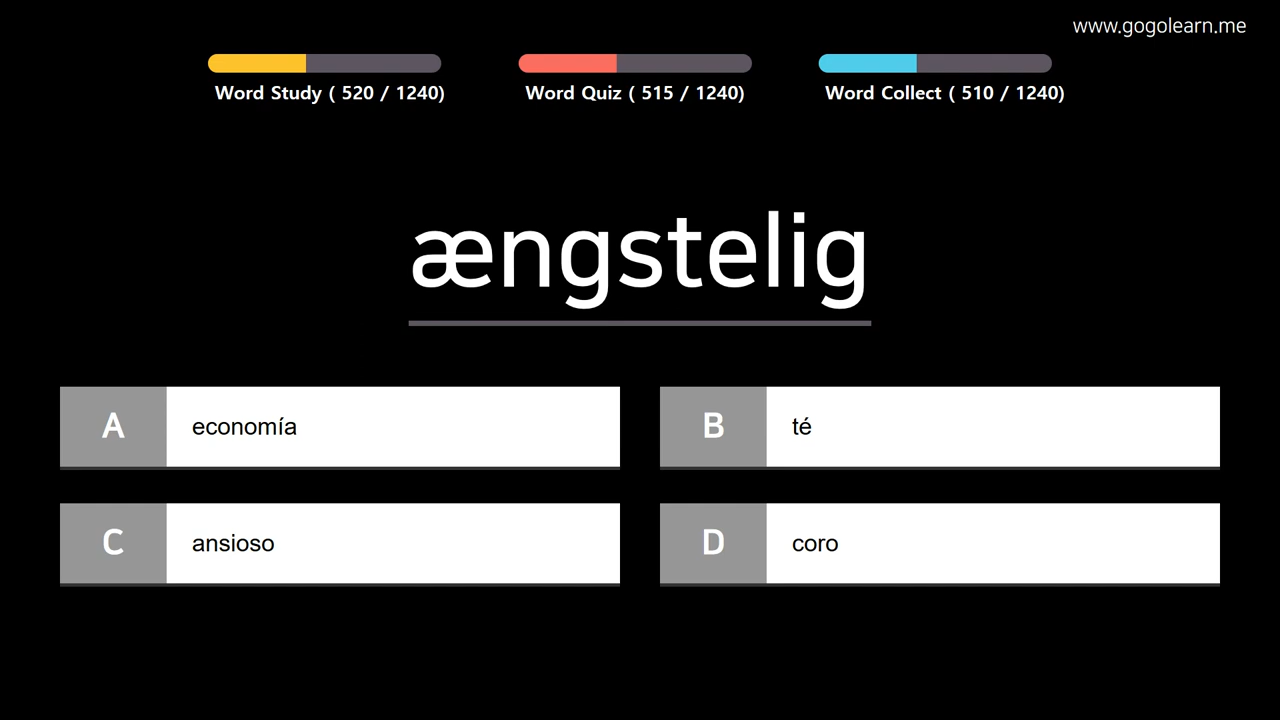 www.gogolearn.me
Word Study ( 520 / 1240)
Word Quiz ( 515 / 1240)
Word Collect ( 510 / 1240)
ængstelig
A economía
B té
C ansioso
D coro